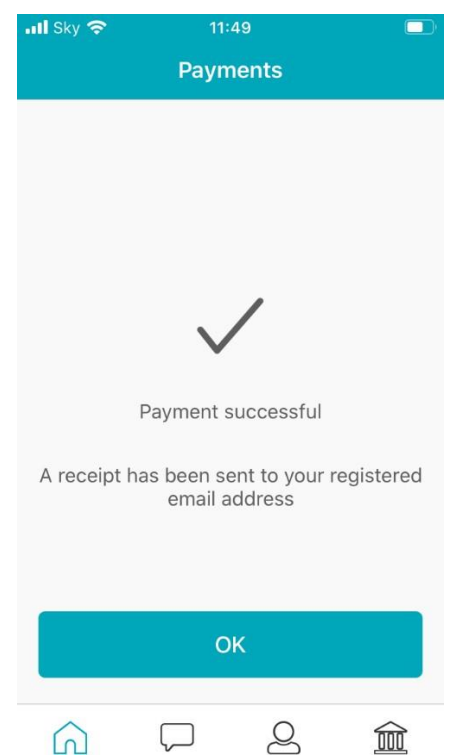 Sky 11:49
Payments
Payment successful
A receipt has been sent to your registered
email address
OK